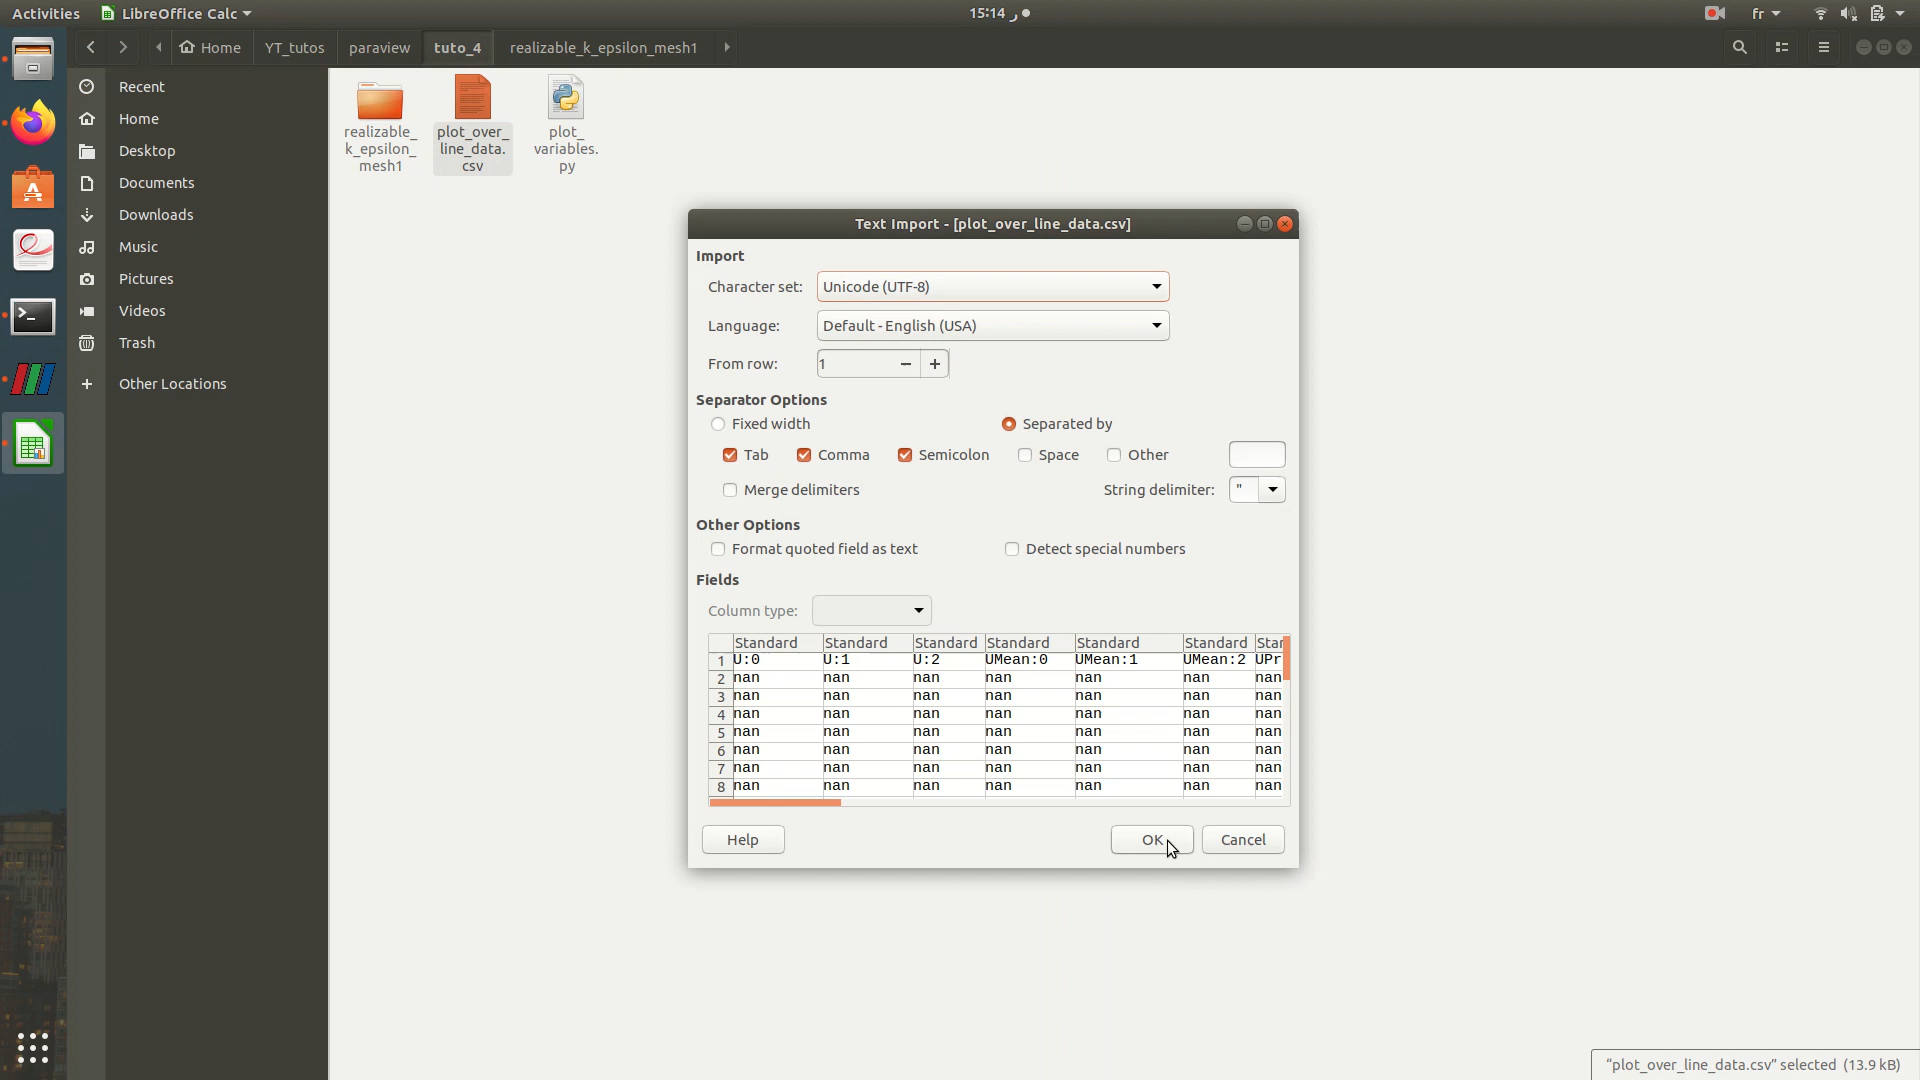 Activities LibreOffice Calc 15:14 ر fr
Home YT_tutos paraview tuto_4 realizable_k_epsilon_mesh1
Recent
Home
Desktop
Documents
Downloads
Music
Pictures
Videos
Trash
+ Other Locations
realizable_
k_epsilon_
mesh1
plot_over_
line_data.
csv
plot_
variables.
py
Text Import - [plot_over_line_data.csv]
Import
Character set: Unicode (UTF-8)
Language: Default - English (USA)
From row: 1 − +
Separator Options
Fixed width Separated by
Tab Comma Semicolon Space Other
Merge delimiters String delimiter: "
Other Options
Format quoted field as text Detect special numbers
Fields
Column type:
Standard Standard Standard Standard Standard Standard Star
1 U:0 U:1 U:2 UMean:0 UMean:1 UMean:2 UPr
2 nan nan nan nan nan nan nan
3 nan nan nan nan nan nan nan
4 nan nan nan nan nan nan nan
5 nan nan nan nan nan nan nan
6 nan nan nan nan nan nan nan
7 nan nan nan nan nan nan nan
8 nan nan nan nan nan nan nan
Help OK Cancel
"plot_over_line_data.csv" selected (13.9 kB)